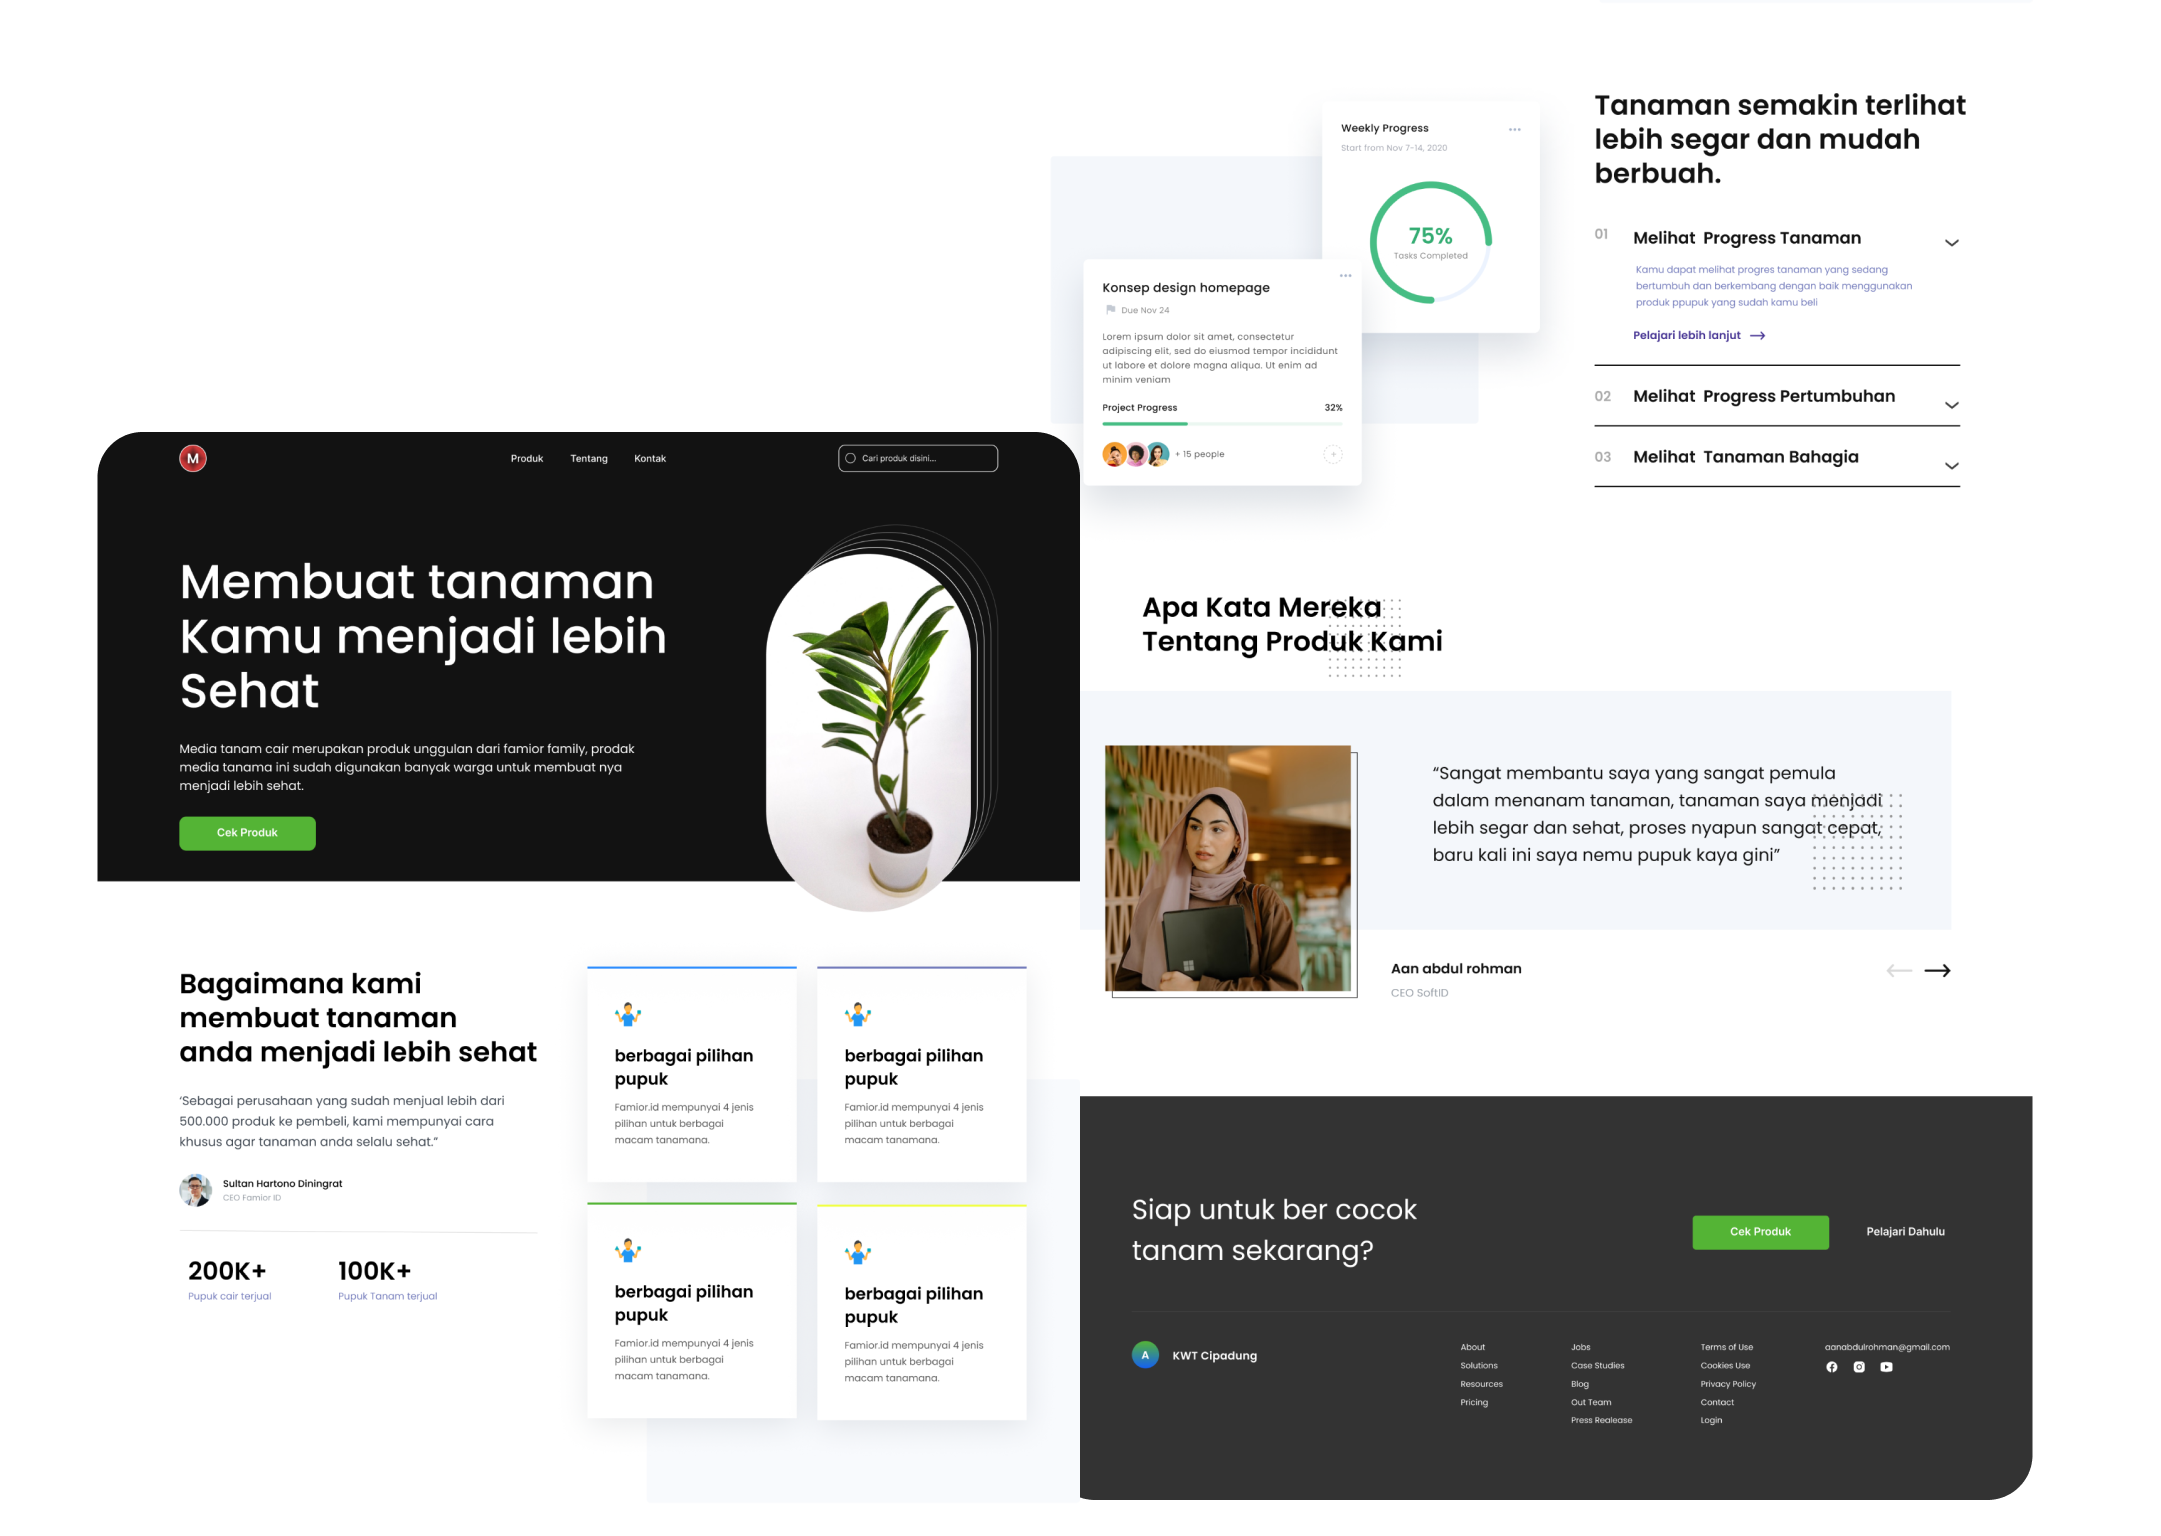 M
Produk
Tentang
Kontak
Cari produk disini...
Membuat tanaman
Kamu menjadi lebih
Sehat
Media tanam cair merupakan produk unggulan dari famior family, prodak
media tanama ini sudah digunakan banyak warga untuk membuat nya
menjadi lebih sehat.
Cek Produk
Bagaimana kami
membuat tanaman
anda menjadi lebih sehat
‘Sebagai perusahaan yang sudah menjual lebih dari
500.000 produk ke pembeli, kami mempunyai cara
khusus agar tanaman anda selalu sehat.”
Sultan Hartono Diningrat
CEO Famior ID
200K+
Pupuk cair terjual
100K+
Pupuk Tanam terjual
berbagai pilihan
pupuk
Famior.id mempunyai 4 jenis
pilihan untuk berbagai
macam tanamana.
berbagai pilihan
pupuk
Famior.id mempunyai 4 jenis
pilihan untuk berbagai
macam tanamana.
berbagai pilihan
pupuk
Famior.id mempunyai 4 jenis
pilihan untuk berbagai
macam tanamana.
berbagai pilihan
pupuk
Famior.id mempunyai 4 jenis
pilihan untuk berbagai
macam tanamana.
Weekly Progress
Start from Nov 7-14, 2020
75%
Tasks Completed
Konsep design homepage
Due Nov 24
Lorem ipsum dolor sit amet, consectetur
adipiscing elit, sed do eiusmod tempor incididunt
ut labore et dolore magna aliqua. Ut enim ad
minim veniam
Project Progress
32%
+ 15 people
Tanaman semakin terlihat
lebih segar dan mudah
berbuah.
01
Melihat Progress Tanaman
Kamu dapat melihat progres tanaman yang sedang
bertumbuh dan berkembang dengan baik menggunakan
produk ppupuk yang sudah kamu beli
Pelajari lebih lanjut
02
Melihat Progress Pertumbuhan
03
Melihat Tanaman Bahagia
Apa Kata Mereka
Tentang Produk Kami
“Sangat membantu saya yang sangat pemula
dalam menanam tanaman, tanaman saya menjadi
lebih segar dan sehat, proses nyapun sangat cepat,
baru kali ini saya nemu pupuk kaya gini”
Aan abdul rohman
CEO SoftID
Siap untuk ber cocok
tanam sekarang?
Cek Produk
Pelajari Dahulu
A
KWT Cipadung
About
Solutions
Resources
Pricing
Jobs
Case Studies
Blog
Out Team
Press Realease
Terms of Use
Cookies Use
Privacy Policy
Contact
Login
aanabdulrohman@gmail.com